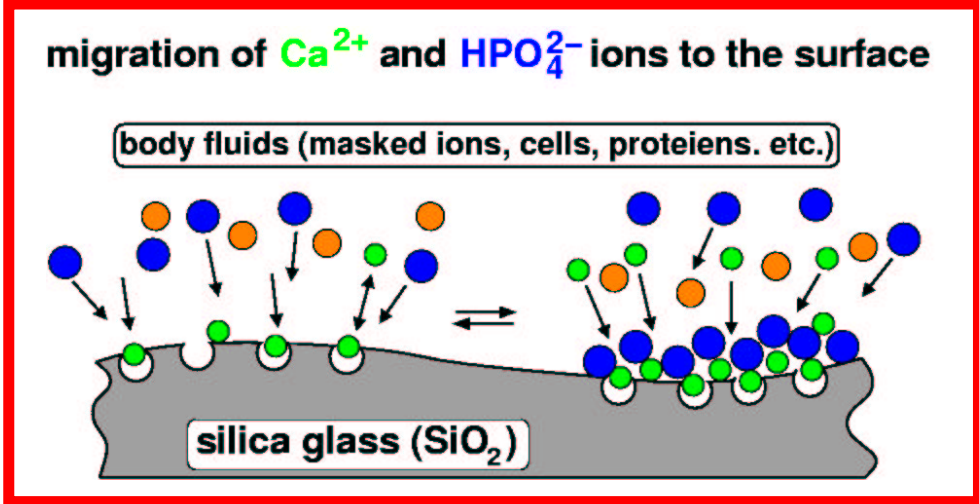 migration of Ca²⁺ and HPO₄²⁻ ions to the surface
body fluids (masked ions, cells, proteiens. etc.)
silica glass (SiO₂)